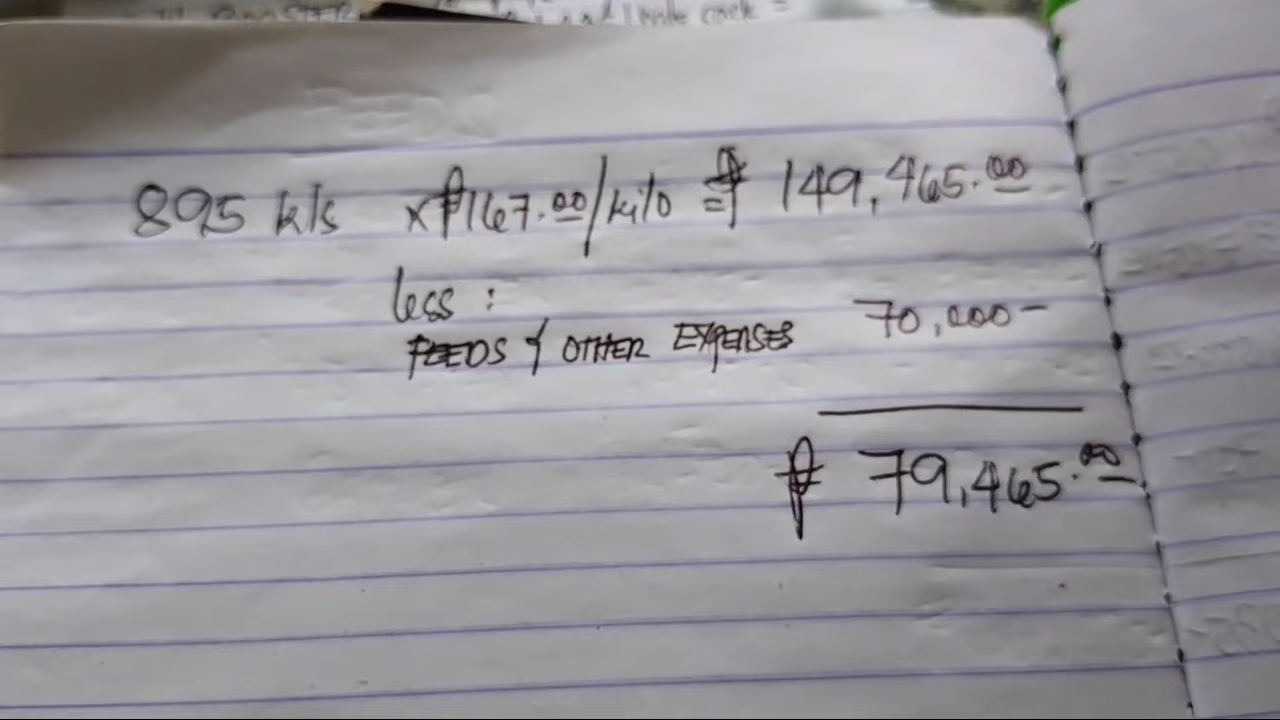 895 kls x ₱167.00/kilo = ₱ 149,465.00
less :
FEEDS & OTHER EXPENSES 70,000-
₱ 79,465.00